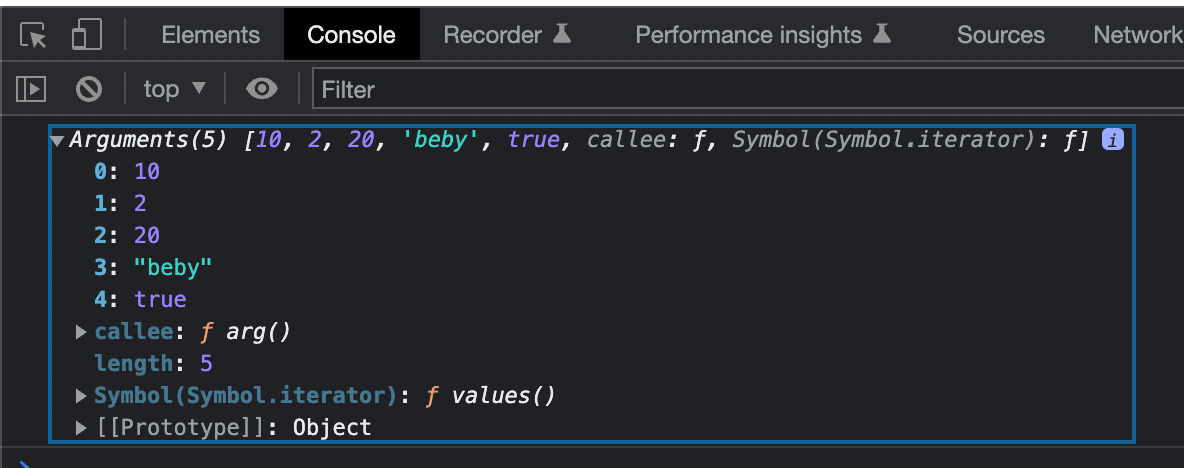 Elements Console Recorder Performance insights Sources Network
top Filter
Arguments(5) [10, 2, 20, 'beby', true, callee: ƒ, Symbol(Symbol.iterator): ƒ] i
0: 10
1: 2
2: 20
3: "beby"
4: true
callee: ƒ arg()
length: 5
Symbol(Symbol.iterator): ƒ values()
[[Prototype]]: Object